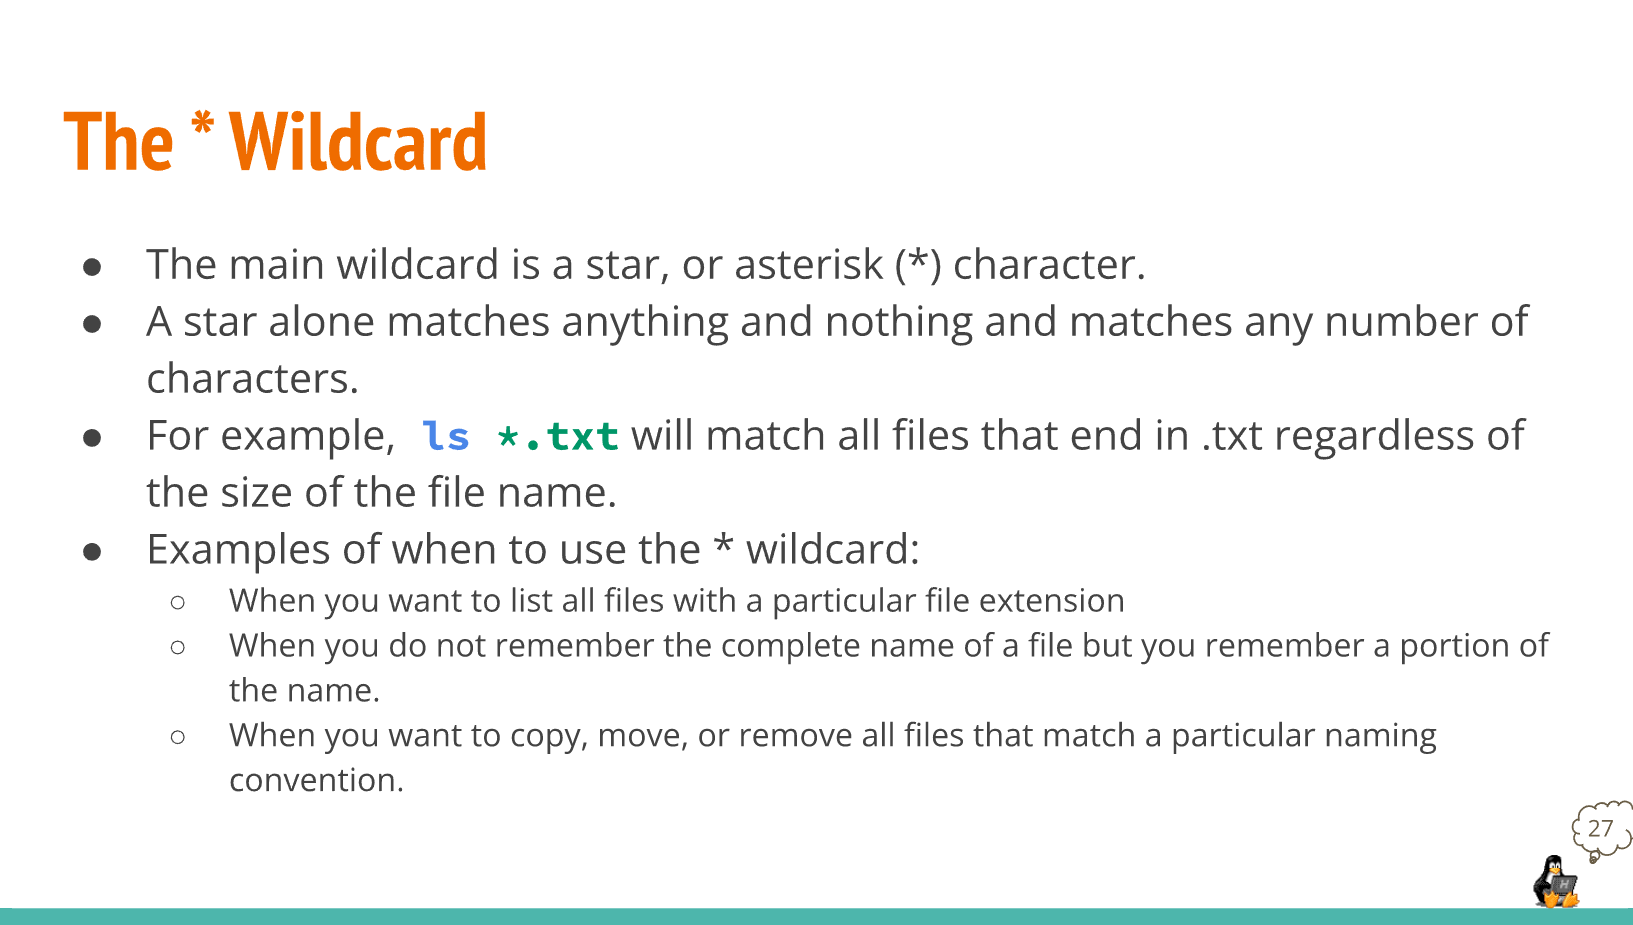 The * Wildcard
● The main wildcard is a star, or asterisk (*) character.
● A star alone matches anything and nothing and matches any number of
characters.
● For example, ls *.txt will match all files that end in .txt regardless of
the size of the file name.
● Examples of when to use the * wildcard:
○ When you want to list all files with a particular file extension
○ When you do not remember the complete name of a file but you remember a portion of
the name.
○ When you want to copy, move, or remove all files that match a particular naming
convention.
27